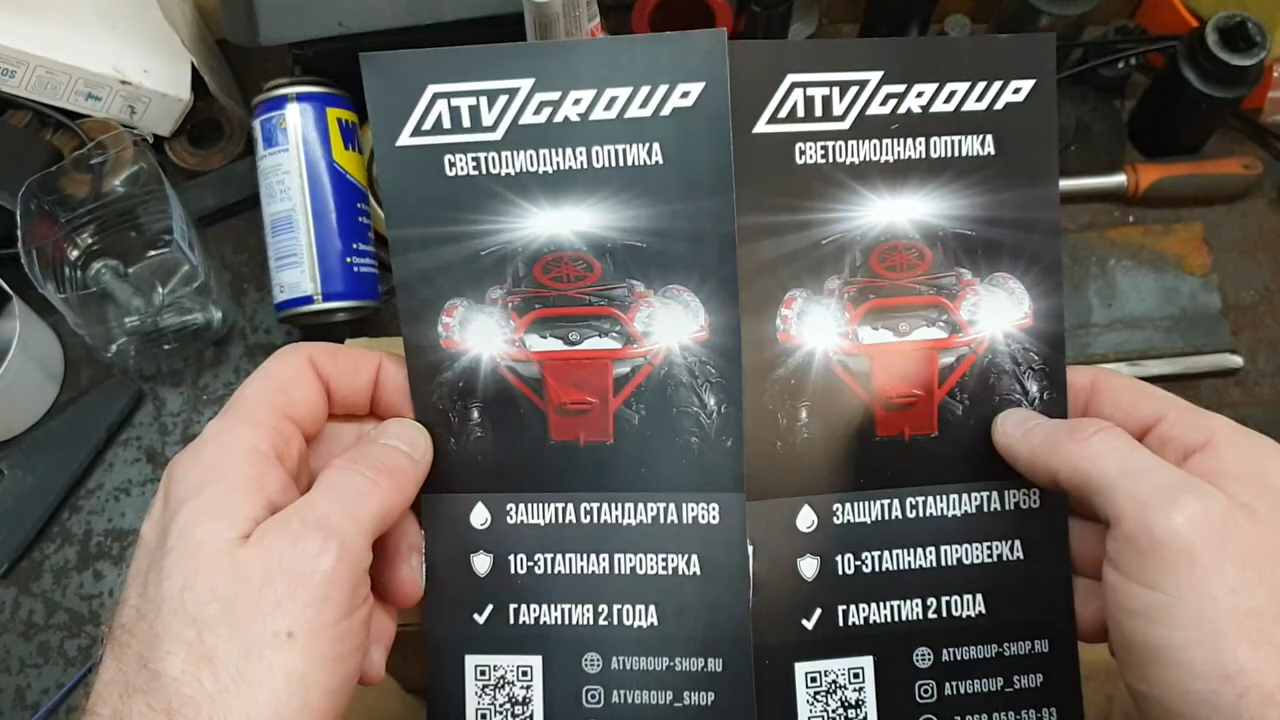 ATV GROUP
СВЕТОДИОДНАЯ ОПТИКА
ЗАЩИТА СТАНДАРТА IP68
10-ЭТАПНАЯ ПРОВЕРКА
ГАРАНТИЯ 2 ГОДА
ATVGROUP-SHOP.RU
ATVGROUP_SHOP
ATV GROUP
СВЕТОДИОДНАЯ ОПТИКА
ЗАЩИТА СТАНДАРТА IP68
10-ЭТАПНАЯ ПРОВЕРКА
ГАРАНТИЯ 2 ГОДА
ATVGROUP-SHOP.RU
ATVGROUP_SHOP